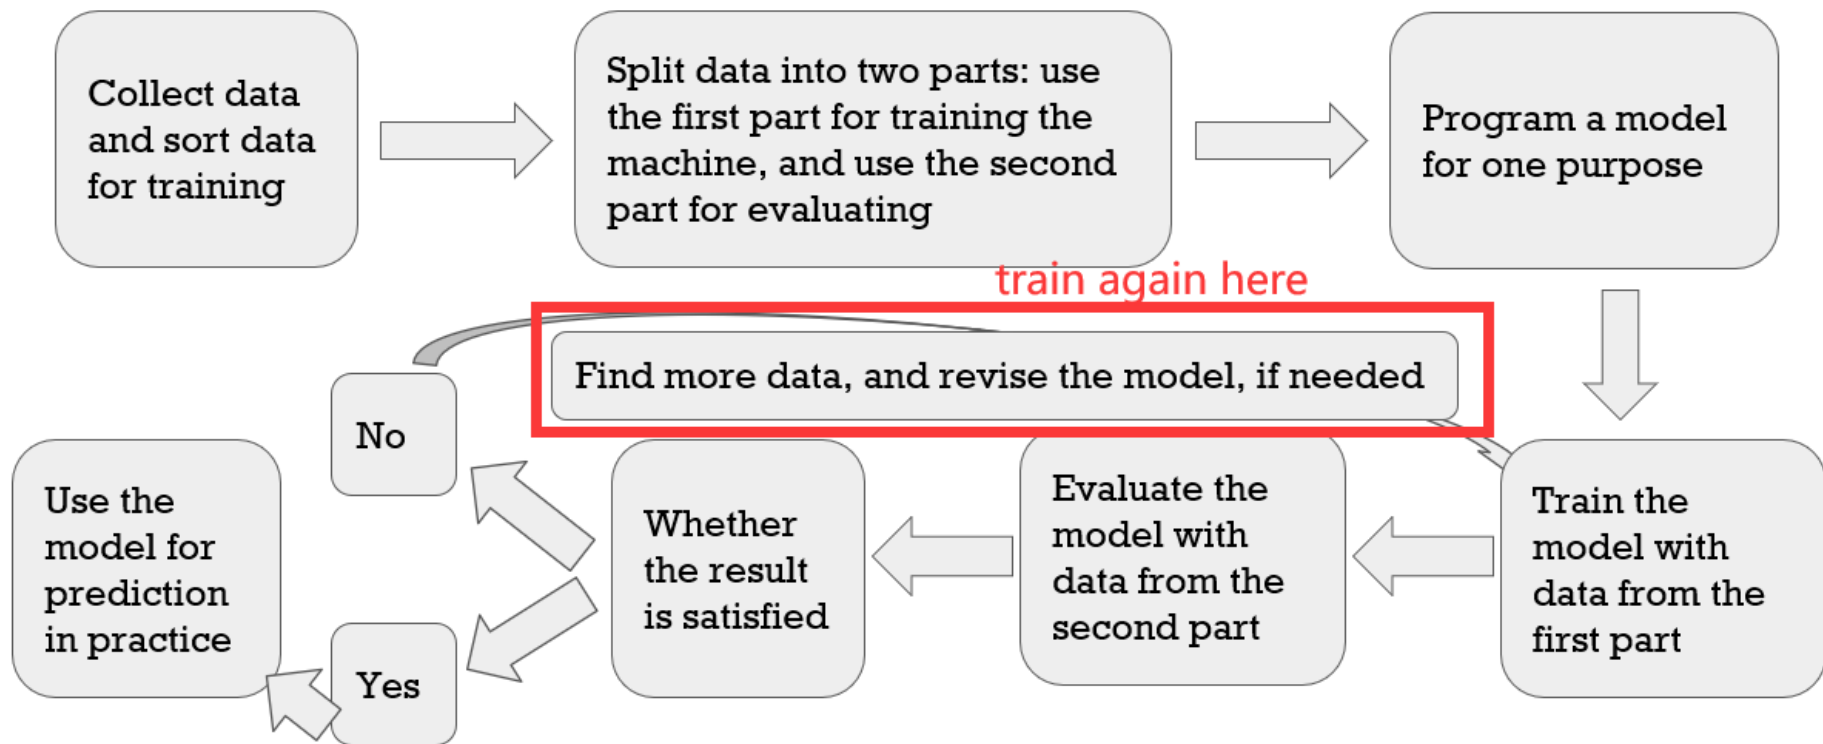 Collect data
and sort data
for training
Split data into two parts: use
the first part for training the
machine, and use the second
part for evaluating
Program a model
for one purpose
train again here
Find more data, and revise the model, if needed
No
Use the
model for
prediction
in practice
Yes
Whether
the result
is satisfied
Evaluate the
model with
data from the
second part
Train the
model with
data from the
first part